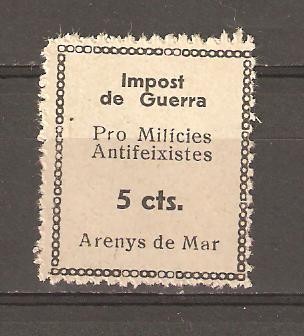 Impost
de Guerra
Pro Milícies
Antifeixistes
5 cts.
Arenys de Mar